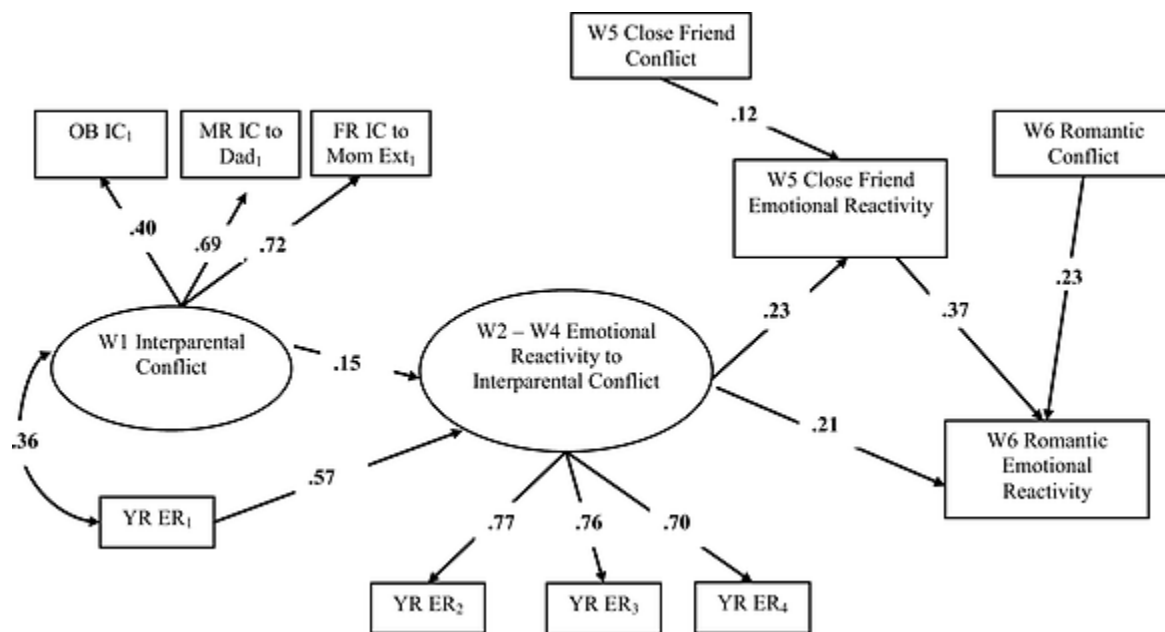 W5 Close Friend
Conflict
.12
OB IC₁
MR IC to
Dad₁
FR IC to
Mom Ext₁
W6 Romantic
Conflict
W5 Close Friend
Emotional Reactivity
.40
.69
.72
.23
.23
.37
W1 Interparental
Conflict
.15
W2 – W4 Emotional
Reactivity to
Interparental Conflict
.36
.57
.21
W6 Romantic
Emotional
Reactivity
YR ER₁
.77
.76
.70
YR ER₂
YR ER₃
YR ER₄